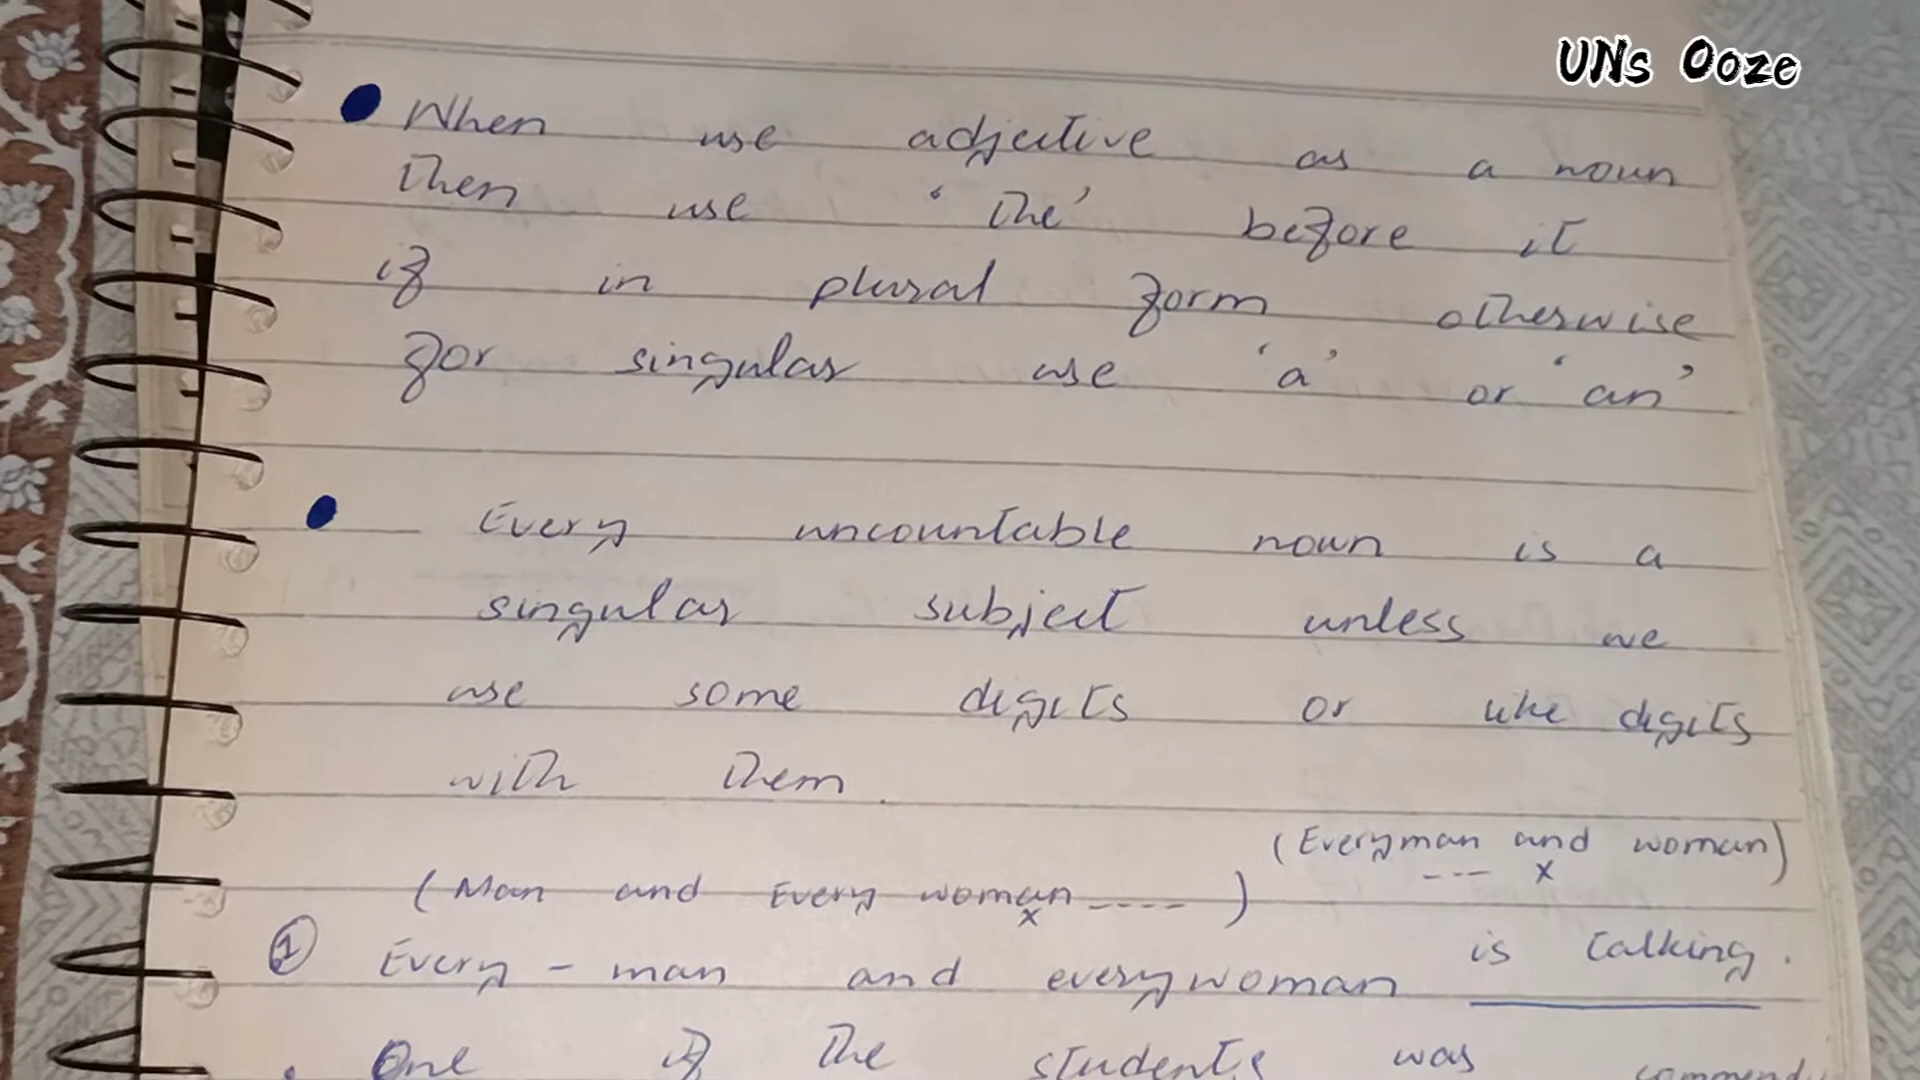 UNs Ooze
When use adjective as a noun
then use 'the' before it
if in plural form otherwise
for singular use 'a' or 'an'
Every uncountable noun is a
singular subject unless we
use some digits or like digits
with them.
(Everyman and woman)
--- x
(Man and Every woman ----)
x
1 Every-man and everywoman is talking.
One of the students was